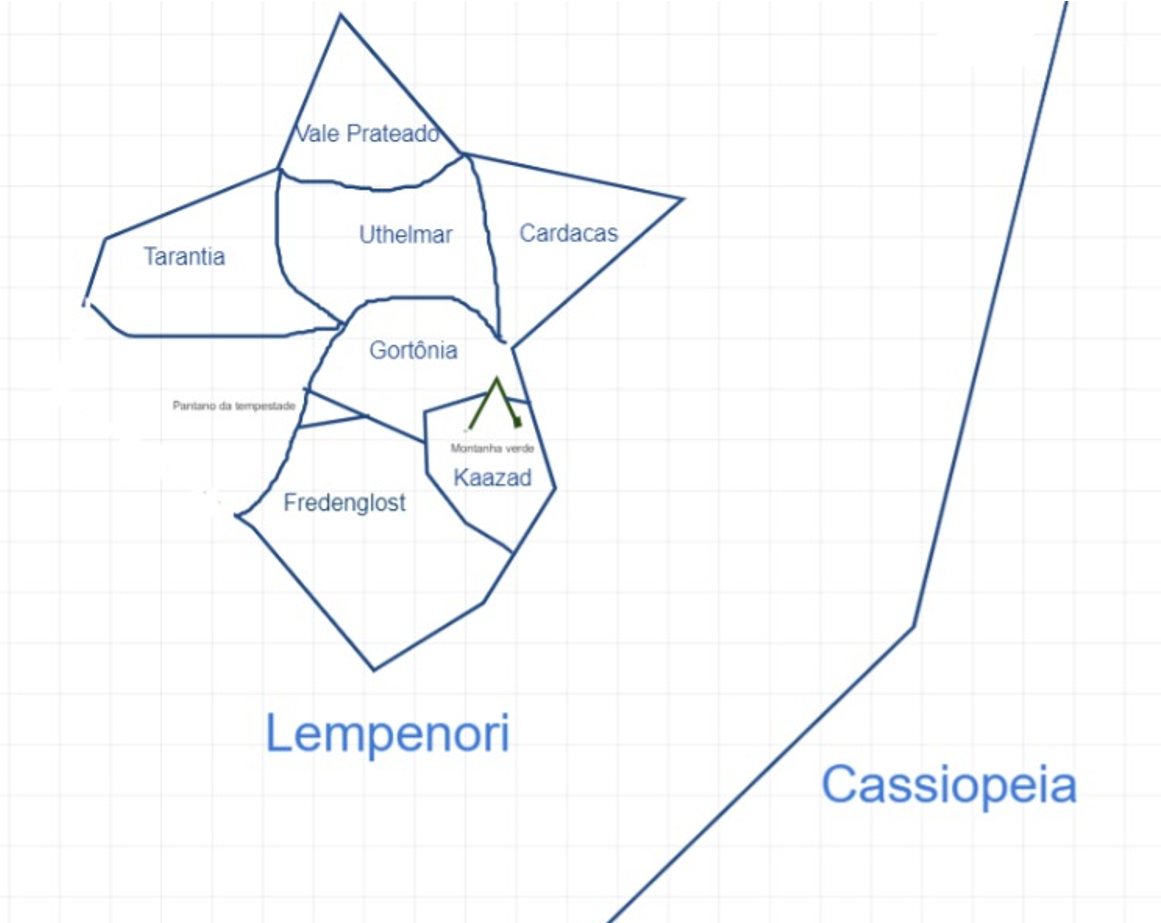 Vale Prateado
Uthelmar
Cardacas
Tarantia
Gortônia
Pantano da tempestade
Montanha verde
Kaazad
Fredenglost
Lempenori
Cassiopeia